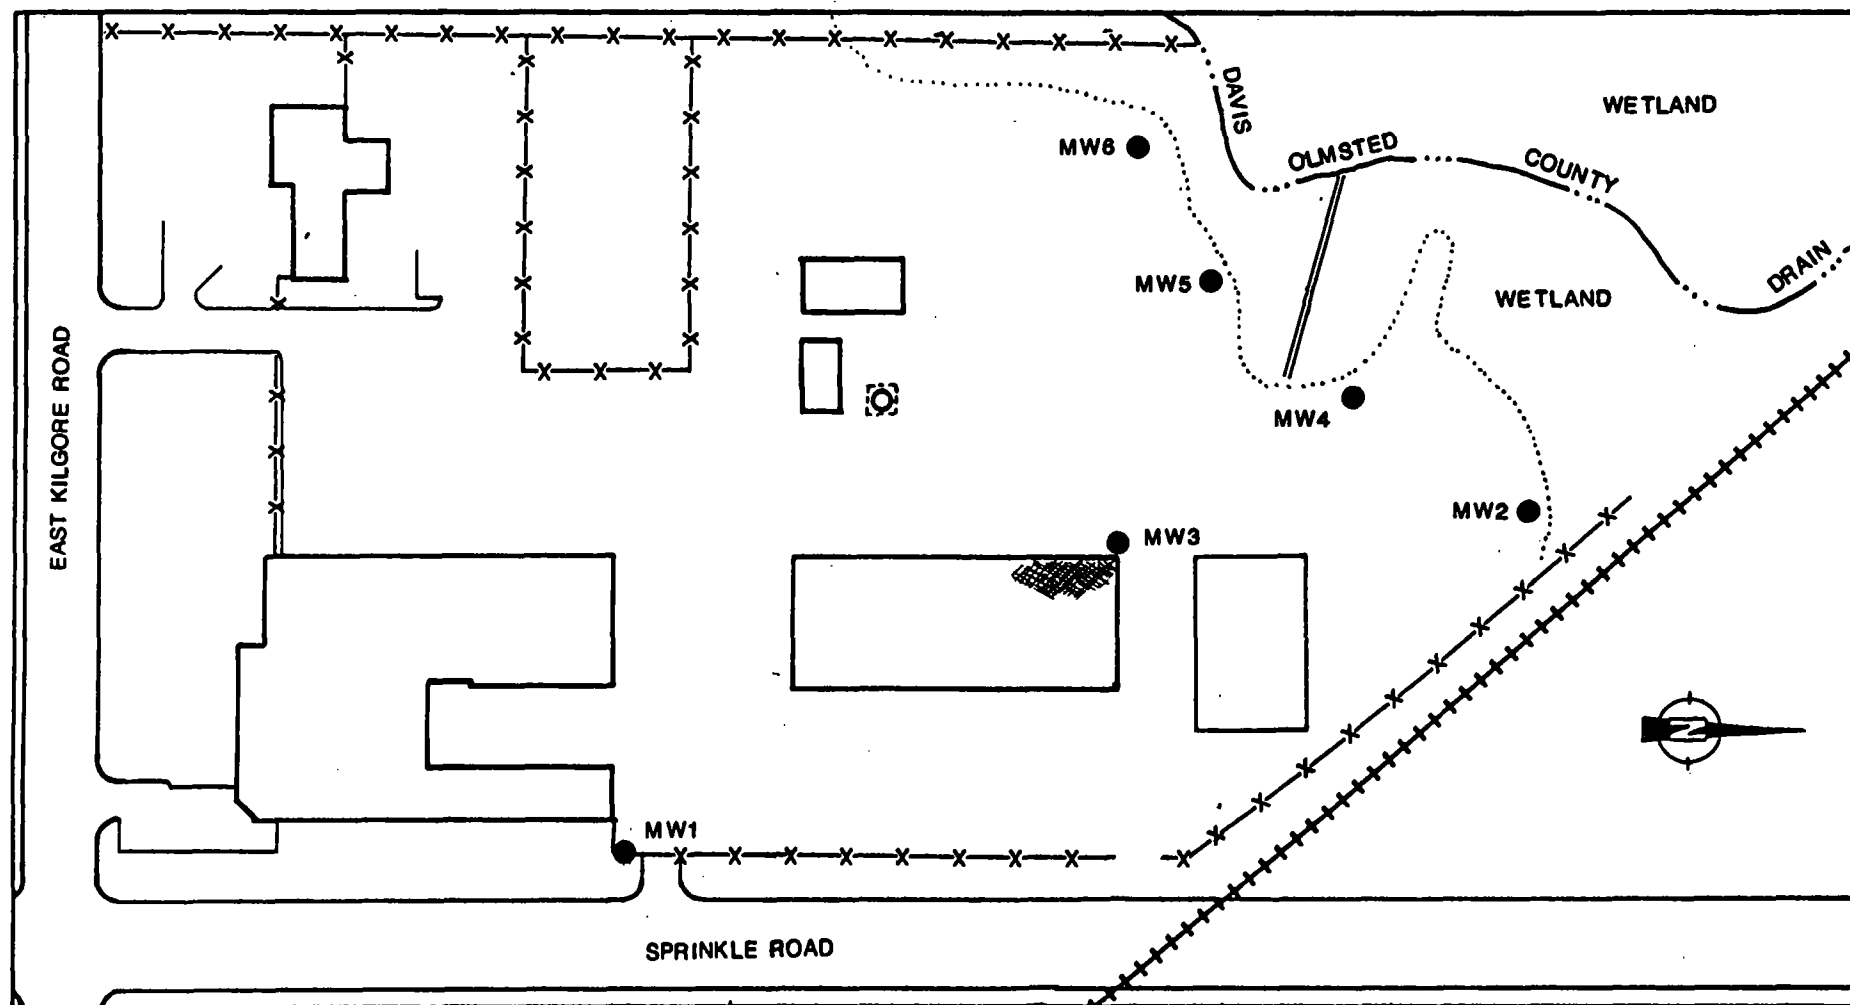 DAVIS
WETLAND
MW6
OLMSTED
COUNTY
MW5
WETLAND
DRAIN
EAST KILGORE ROAD
MW4
MW2
MW3
N
MW1
SPRINKLE ROAD